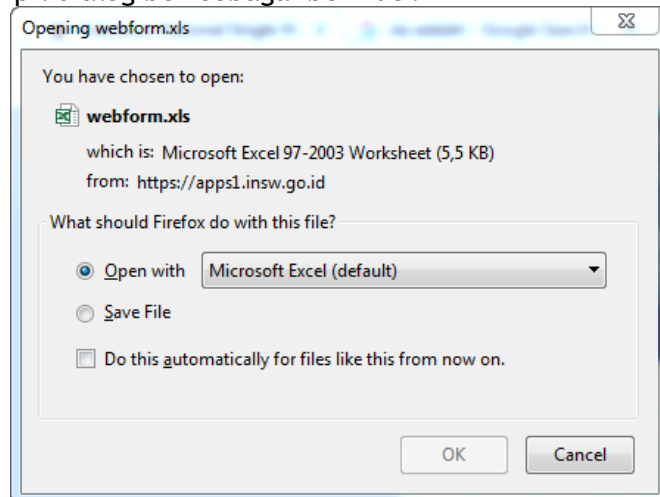 Opening webform.xls
You have chosen to open:
webform.xls
which is: Microsoft Excel 97-2003 Worksheet (5,5 KB)
from: https://apps1.insw.go.id
What should Firefox do with this file?
Open with Microsoft Excel (default)
Save File
Do this automatically for files like this from now on.
OK Cancel